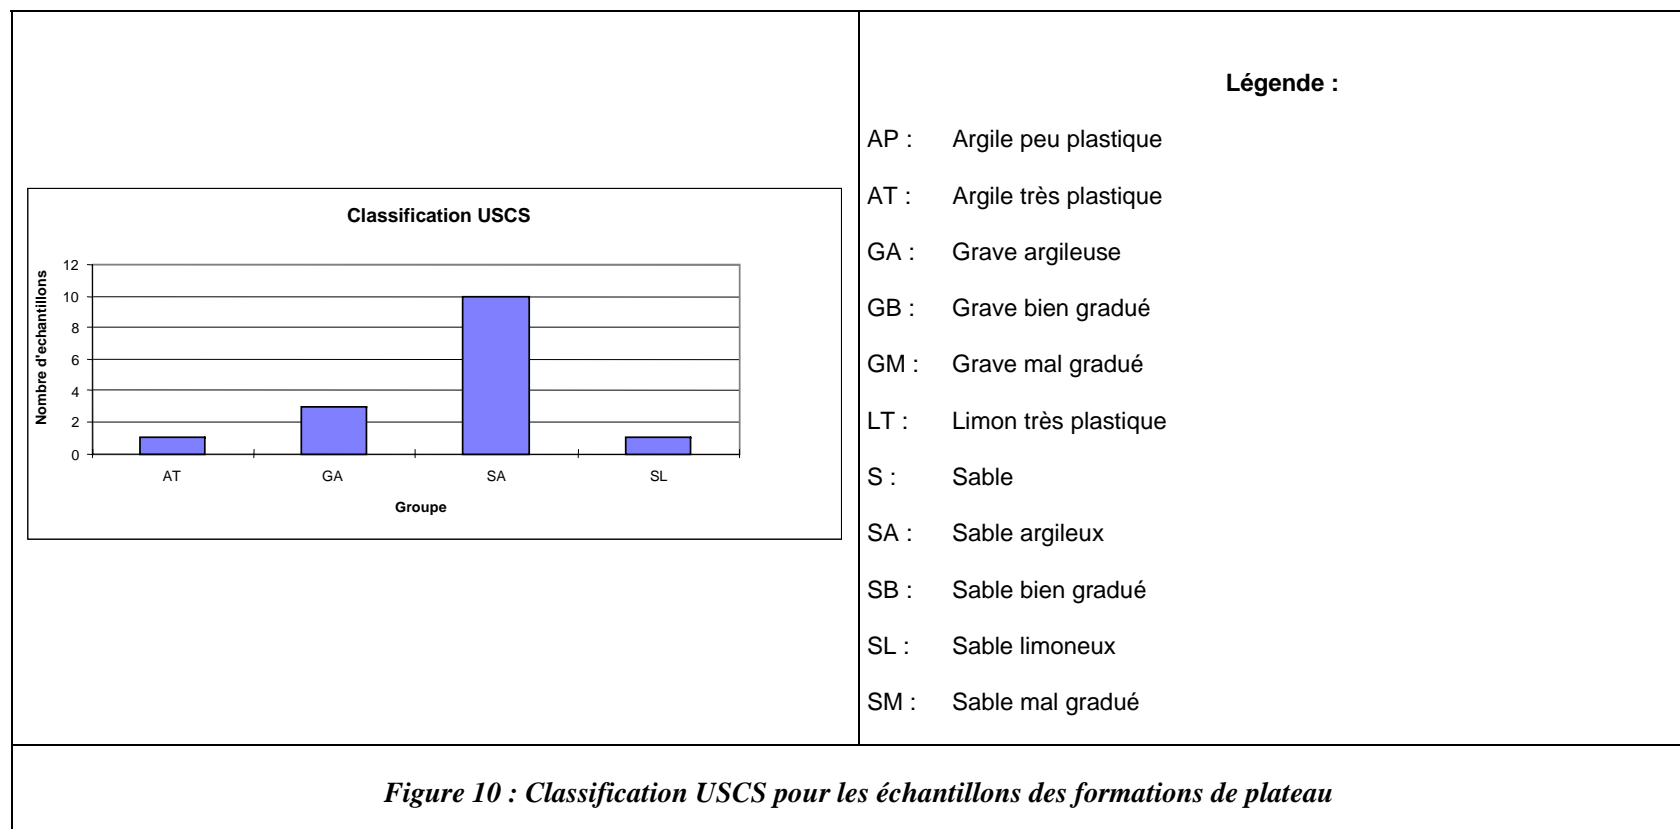 Classification USCS
Nombre d'echantillons
12
10
8
6
4
2
0
AT GA SA SL
Groupe
Légende :
AP : Argile peu plastique
AT : Argile très plastique
GA : Grave argileuse
GB : Grave bien gradué
GM : Grave mal gradué
LT : Limon très plastique
S : Sable
SA : Sable argileux
SB : Sable bien gradué
SL : Sable limoneux
SM : Sable mal gradué
Figure 10 : Classification USCS pour les échantillons des formations de plateau